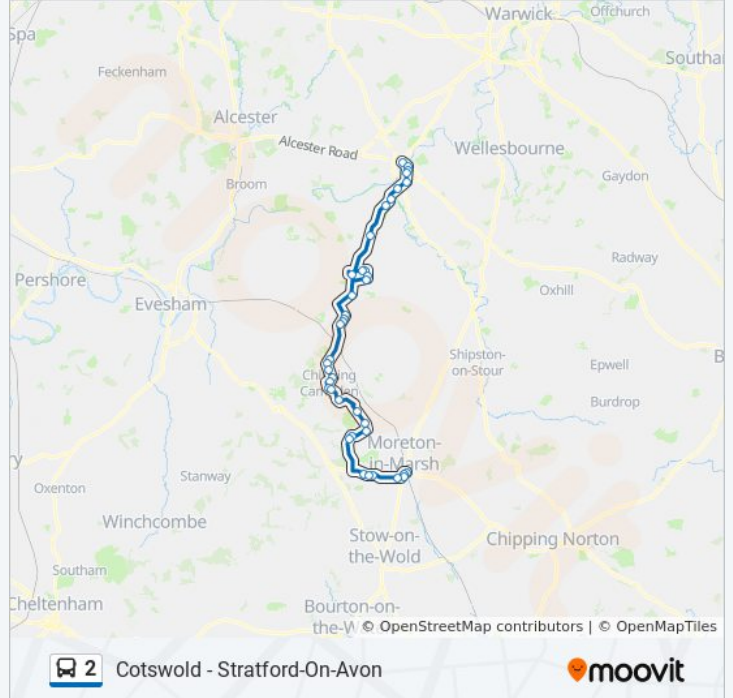 Warwick
Offchurch
spa
Southa
Feckenham
Alcester
Alcester Road
Wellesbourne
Gaydon
Broom
Radway
Pershore
Oxhill
Evesham
Shipston-
on-Stour
Epwell
B
Chipping
Campden
Burdrop
Moreton-
in-Marsh
ry
Oxenton
Stanway
Winchcombe
Stow-on-
the-Wold
Chipping Norton
Southam
Cheltenham
Bourton-on-
the-W
© OpenStreetMap contributors | © OpenMapTiles
2 Cotswold - Stratford-On-Avon
moovit